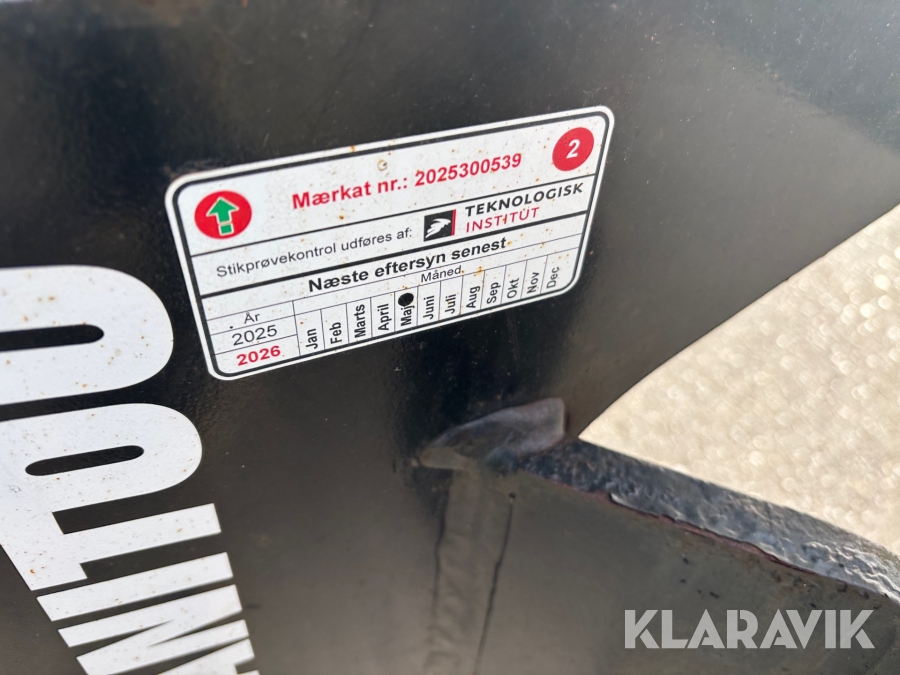 Mærkat nr.: 2025300539
2
Stikprøvekontrol udføres af:
TEKNOLOGISK
INSTITUT
Næste eftersyn senest
År
Måned
2025
2026
Jan
Feb
Marts
April
Maj
Juni
Juli
Aug
Sep
Okt
Nov
Dec
KLARAVIK